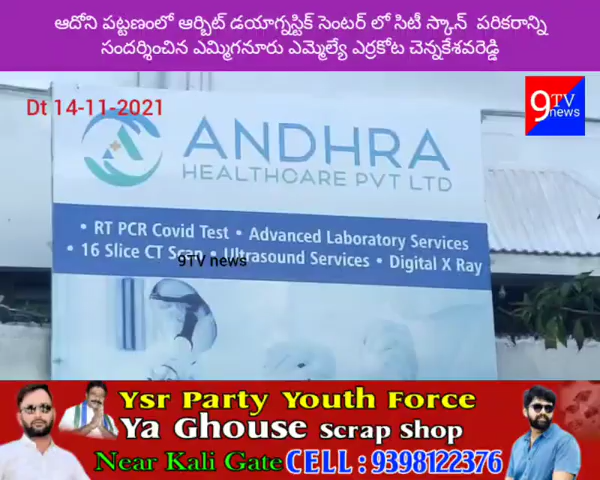 ఆదోని పట్టణంలో ఆర్బిట్ డయాగ్నస్టిక్ సెంటర్ లో సిటీ స్కాన్ పరికరాన్ని
సందర్శించిన ఎమ్మిగనూరు ఎమ్మెల్యే ఎర్రకోట చెన్నకేశవరెడ్డి
Dt 14-11-2021
9TV
news
ANDHRA
HEALTHCARE PVT LTD
• RT PCR Covid Test • Advanced Laboratory Services
• 16 Slice CT Scan • Ultrasound Services • Digital X Ray
9TV news
Ysr Party Youth Force
Ya Ghouse Scrap Shop
Near Kali Gate CELL : 9398122376